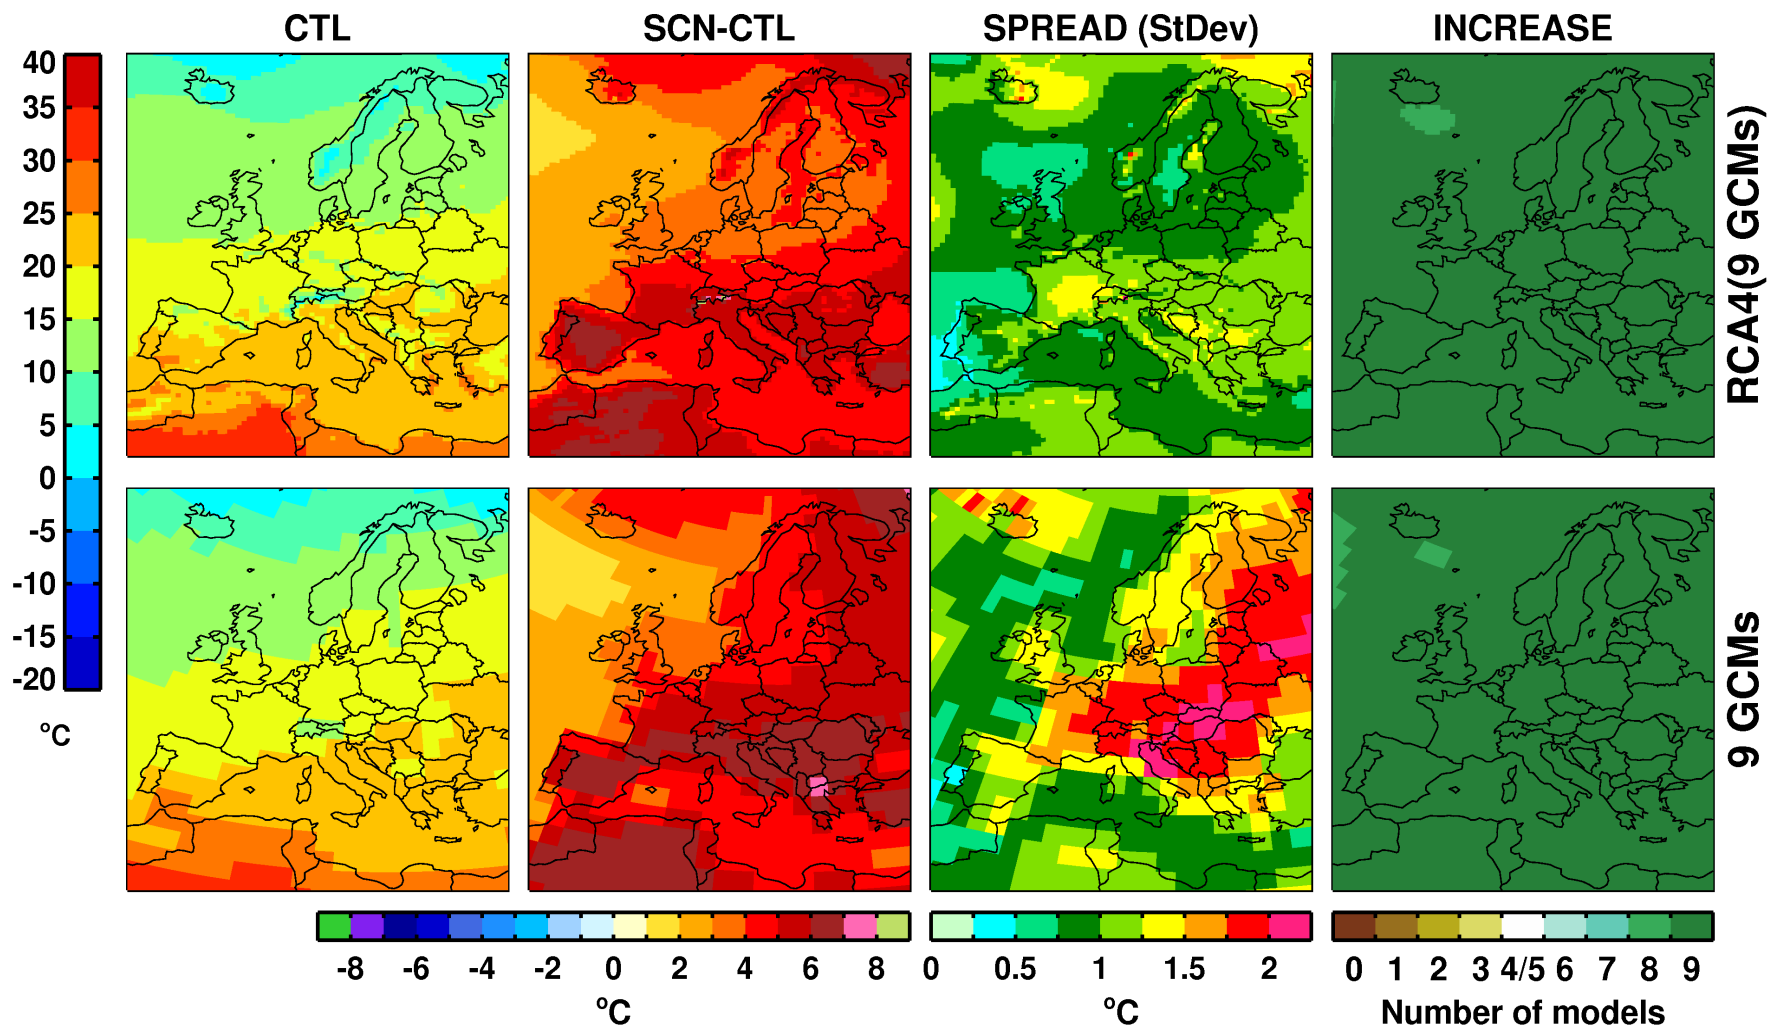 CTL
SCN-CTL
SPREAD (StDev)
INCREASE
40
35
30
25
20
15
10
5
0
-5
-10
-15
-20
°C
RCA4(9 GCMs)
9 GCMs
-8 -6 -4 -2 0 2 4 6 8
°C
0 0.5 1 1.5 2
°C
0 1 2 3 4/5 6 7 8 9
Number of models